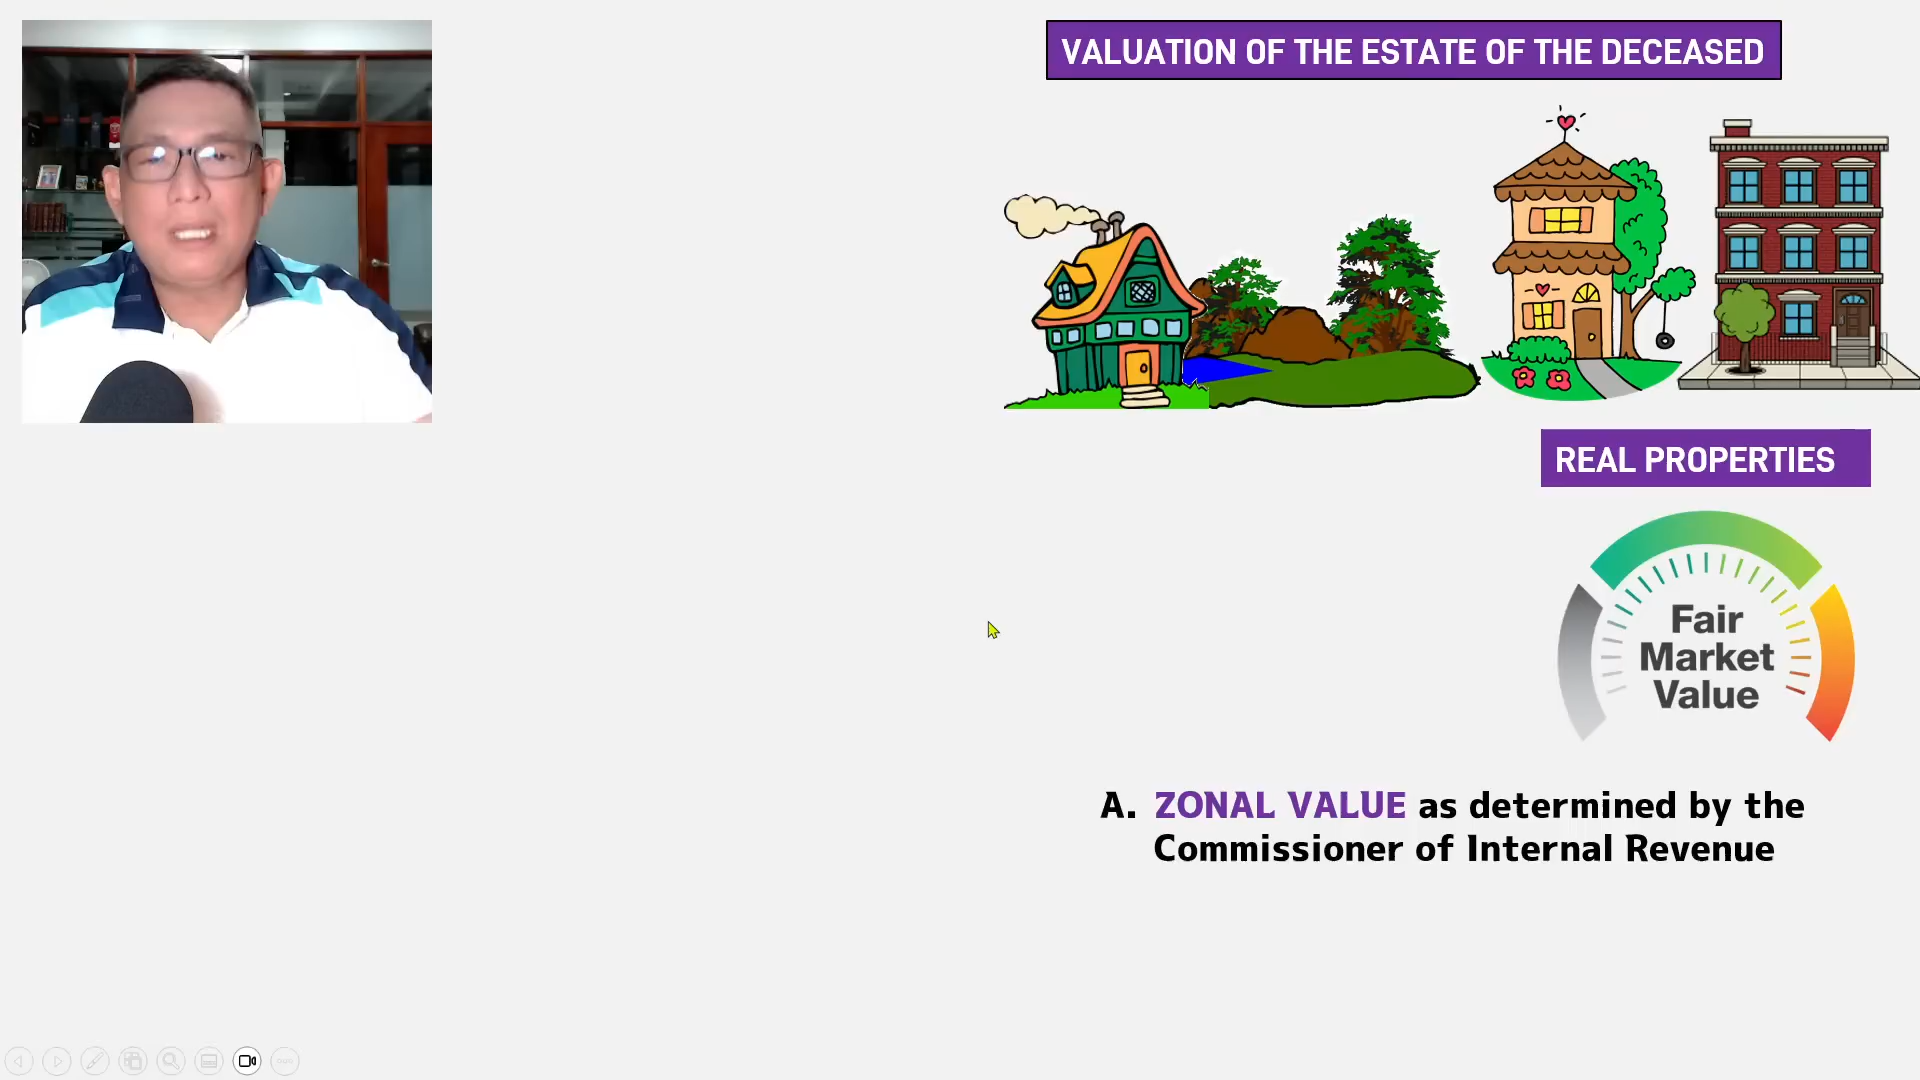 VALUATION OF THE ESTATE OF THE DECEASED
REAL PROPERTIES
Fair
Market
Value
A. ZONAL VALUE as determined by the
Commissioner of Internal Revenue